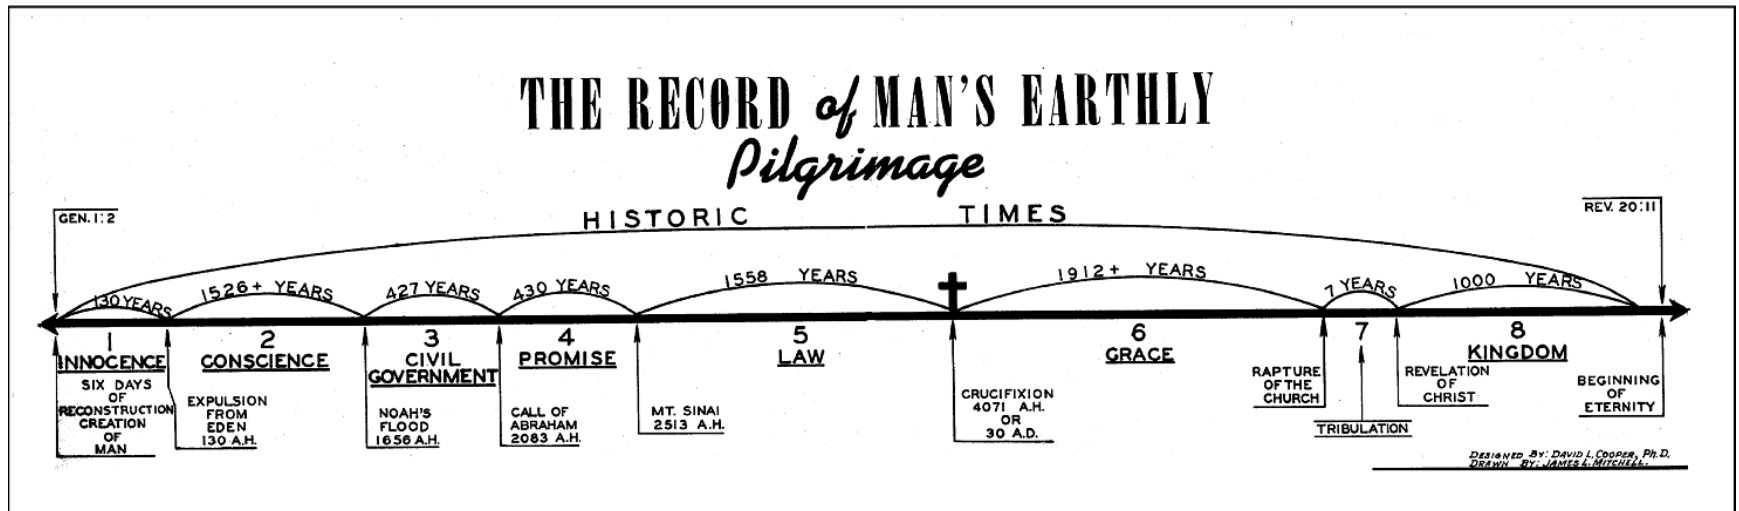 THE RECORD of MAN'S EARTHLY
Pilgrimage
GEN. 1:2
HISTORIC TIMES
REV. 20:11
130 YEARS
1526+ YEARS
427 YEARS
430 YEARS
1558 YEARS
1912+ YEARS
7 YEARS
1000 YEARS
1
INNOCENCE
SIX DAYS
OF
RECONSTRUCTION
CREATION
OF
MAN
2
CONSCIENCE
EXPULSION
FROM
EDEN
130 A.H.
3
CIVIL
GOVERNMENT
NOAH'S
FLOOD
1656 A.H.
4
PROMISE
CALL OF
ABRAHAM
2083 A.H.
5
LAW
MT. SINAI
2513 A.H.
6
GRACE
CRUCIFIXION
4071 A.H.
OR
30 A.D.
RAPTURE
OF THE
CHURCH
7
TRIBULATION
8
KINGDOM
REVELATION
OF
CHRIST
BEGINNING
OF
ETERNITY
DESIGNED BY: DAVID L. COOPER, Ph.D.
DRAWN BY: JAMES L. MITCHELL.